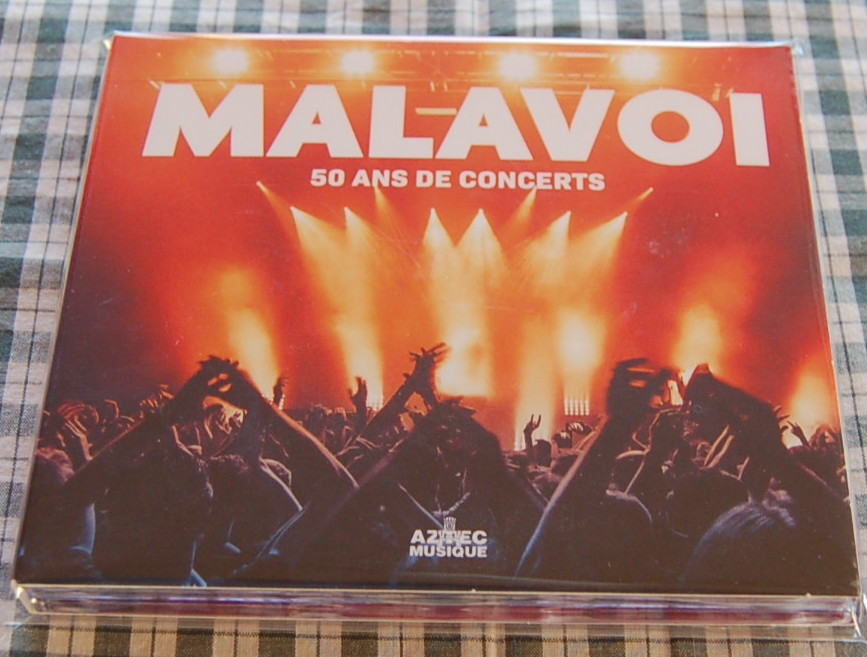 MALAVOI
50 ANS DE CONCERTS
AZTEC
MUSIQUE